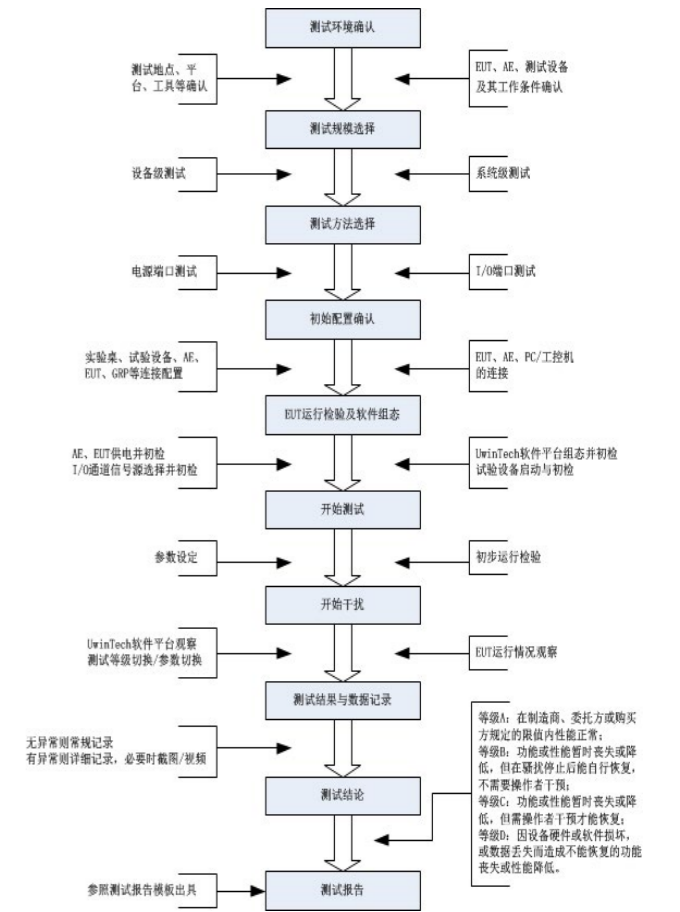 测试环境确认
测试地点、平
台、工具等确认
EUT、AE、测试设备
及其工作条件确认
测试规模选择
设备级测试
系统级测试
测试方法选择
电源端口测试
I/O端口测试
初始配置确认
实验桌、试验设备、AE、
EUT、GRP等连接配置
EUT、AE、PC/工控机
的连接
EUT运行检验及软件组态
AE、EUT供电并初检
I/O通道信号源选择并初检
UwinTech软件平台组态并初检
试验设备启动与初检
开始测试
参数设定
初步运行检验
开始干扰
UwinTech软件平台观察
测试等级切换/参数切换
EUT运行情况观察
测试结果与数据记录
无异常则常规记录
有异常则详细记录，必要时截图/视频
等级A：在制造商、委托方或购买
方规定的限值内性能正常；
等级B：功能或性能暂时丧失或降
低，但在骚扰停止后能自行恢复，
不需要操作者干预；
等级C：功能或性能暂时丧失或降
低，但需操作者干预才能恢复；
等级D：因设备硬件或软件损坏，
或数据丢失而造成不能恢复的功能
丧失或性能降低。
测试结论
参照测试报告模板出具
测试报告